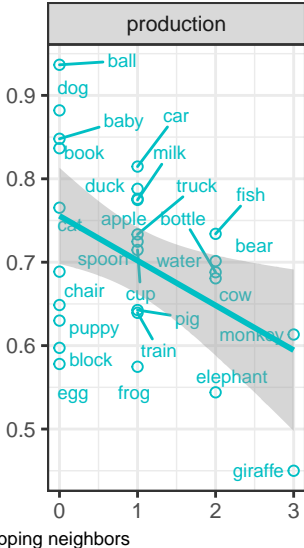 production
ball
dog
0.9
baby
car
book
milk
0.8
duck
truck
fish
cat
apple
bottle
bear
0.7
spoon
water
chair
cup
cow
pig
puppy
monkey
0.6
block
train
elephant
egg
frog
0.5
giraffe
0 1 2 3
oping neighbors